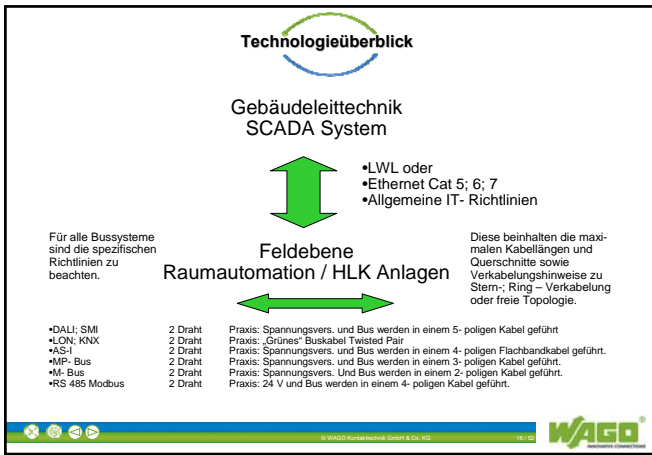 Technologieüberblick
Gebäudeleittechnik
SCADA System
•LWL oder
•Ethernet Cat 5; 6; 7
•Allgemeine IT- Richtlinien
Für alle Bussysteme
sind die spezifischen
Richtlinien zu
beachten.
Feldebene
Raumautomation / HLK Anlagen
Diese beinhalten die maxi-
malen Kabellängen und
Querschnitte sowie
Verkabelungshinweise zu
Stern-; Ring – Verkabelung
oder freie Topologie.
•DALI; SMI 2 Draht Praxis: Spannungsvers. und Bus werden in einem 5- poligen Kabel geführt
•LON; KNX 2 Draht Praxis: „Grünes“ Buskabel Twisted Pair
•AS-I 2 Draht Praxis: Spannungsvers. und Bus werden in einem 4- poligen Flachbandkabel geführt.
•MP- Bus 2 Draht Praxis: Spannungsvers. und Bus werden in einem 3- poligen Kabel geführt.
•M- Bus 2 Draht Praxis: Spannungsvers. Und Bus werden in einem 2- poligen Kabel geführt.
•RS 485 Modbus 2 Draht Praxis: 24 V und Bus werden in einem 4- poligen Kabel geführt.
© WAGO Kontakttechnik GmbH & Co. KG 16 / 52
WAGO
INNOVATIVE CONNECTIONS